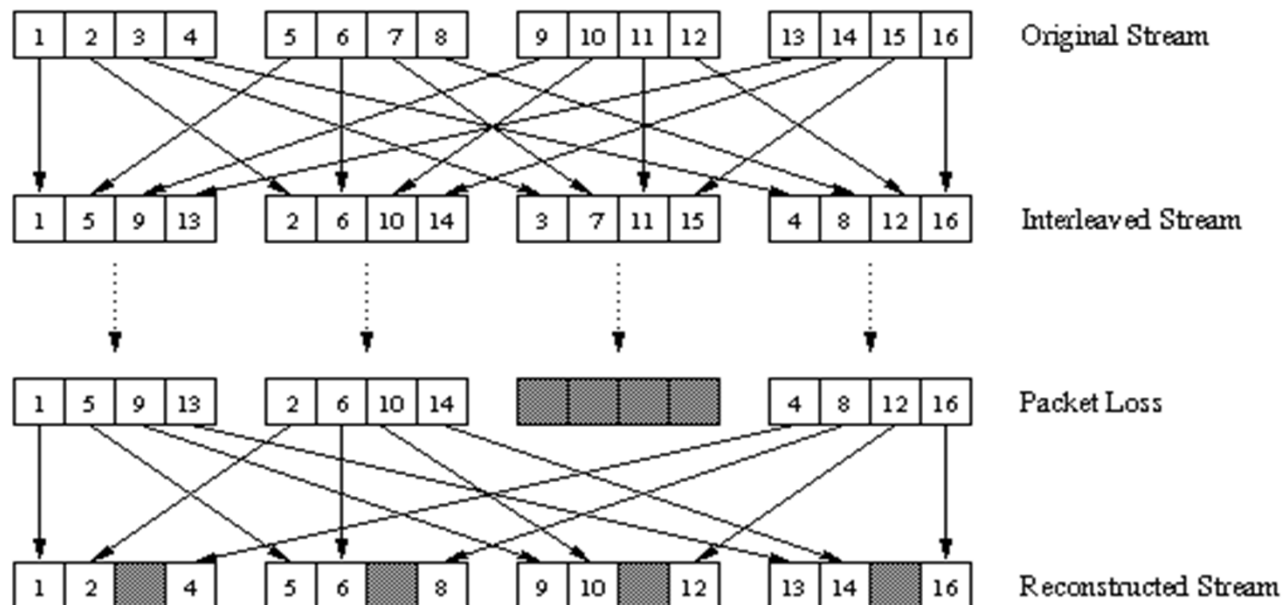 1 2 3 4 5 6 7 8 9 10 11 12 13 14 15 16 Original Stream
1 5 9 13 2 6 10 14 3 7 11 15 4 8 12 16 Interleaved Stream
1 5 9 13 2 6 10 14 4 8 12 16 Packet Loss
1 2 4 5 6 8 9 10 12 13 14 16 Reconstructed Stream